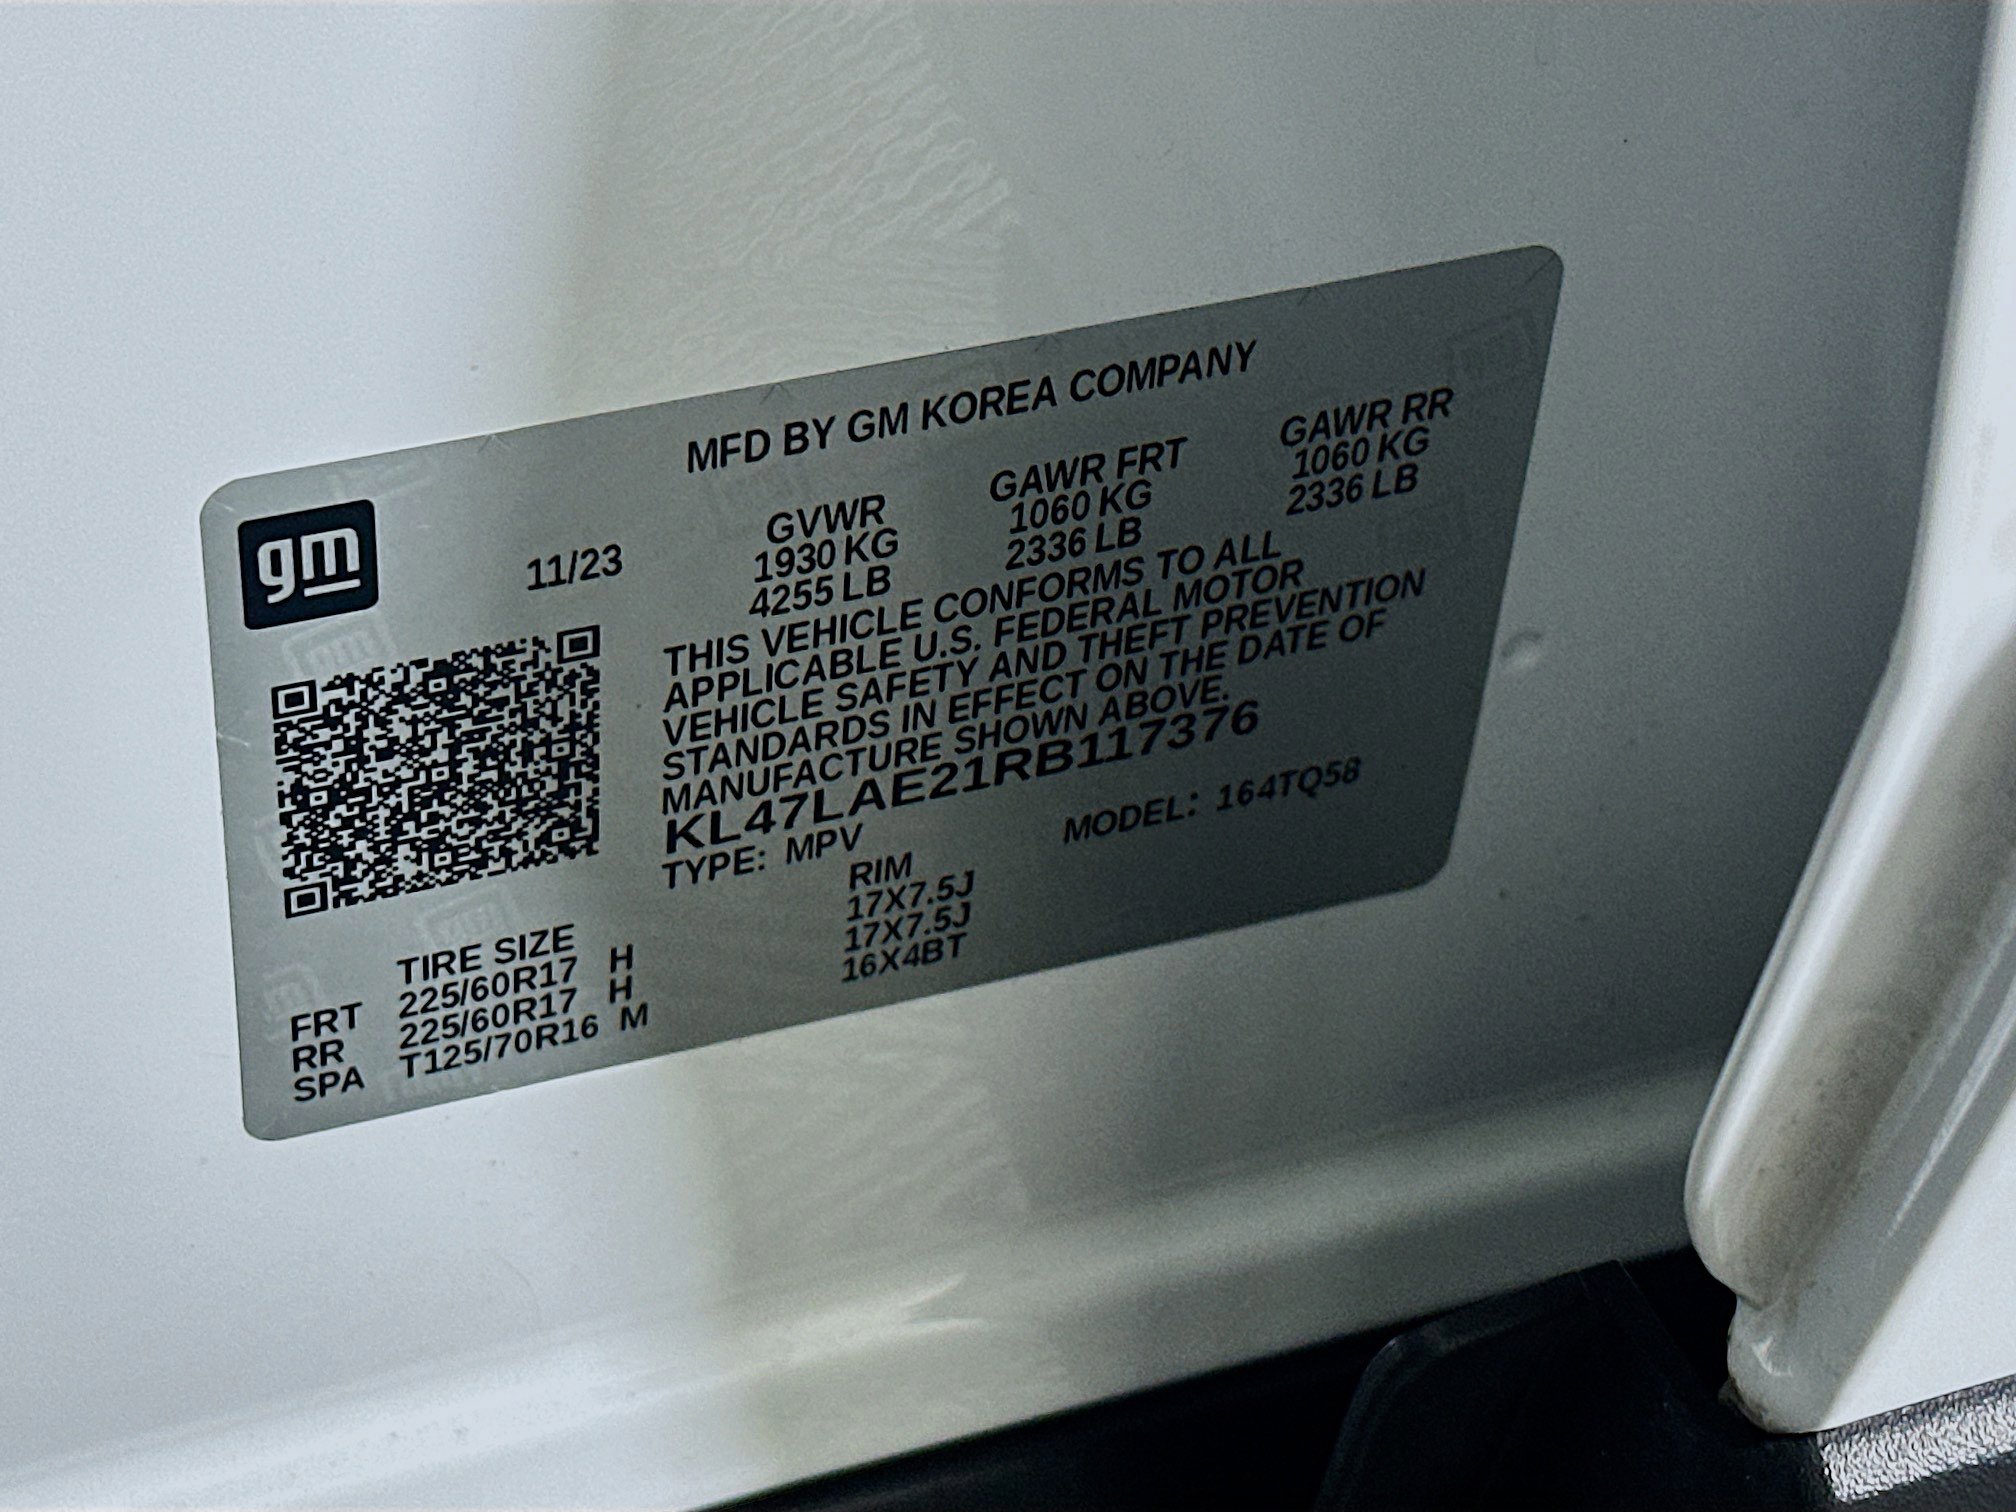 gm
MFD BY GM KOREA COMPANY
11/23
GVWR GAWR FRT GAWR RR
1930 KG 1060 KG 1060 KG
4255 LB 2336 LB 2336 LB
THIS VEHICLE CONFORMS TO ALL
APPLICABLE U.S. FEDERAL MOTOR
VEHICLE SAFETY AND THEFT PREVENTION
STANDARDS IN EFFECT ON THE DATE OF
MANUFACTURE SHOWN ABOVE.
KL47LAE21RB117376
TYPE: MPV MODEL: 164TQ58
TIRE SIZE RIM
FRT 225/60R17 H 17X7.5J
RR 225/60R17 H 17X7.5J
SPA T125/70R16 M 16X4BT